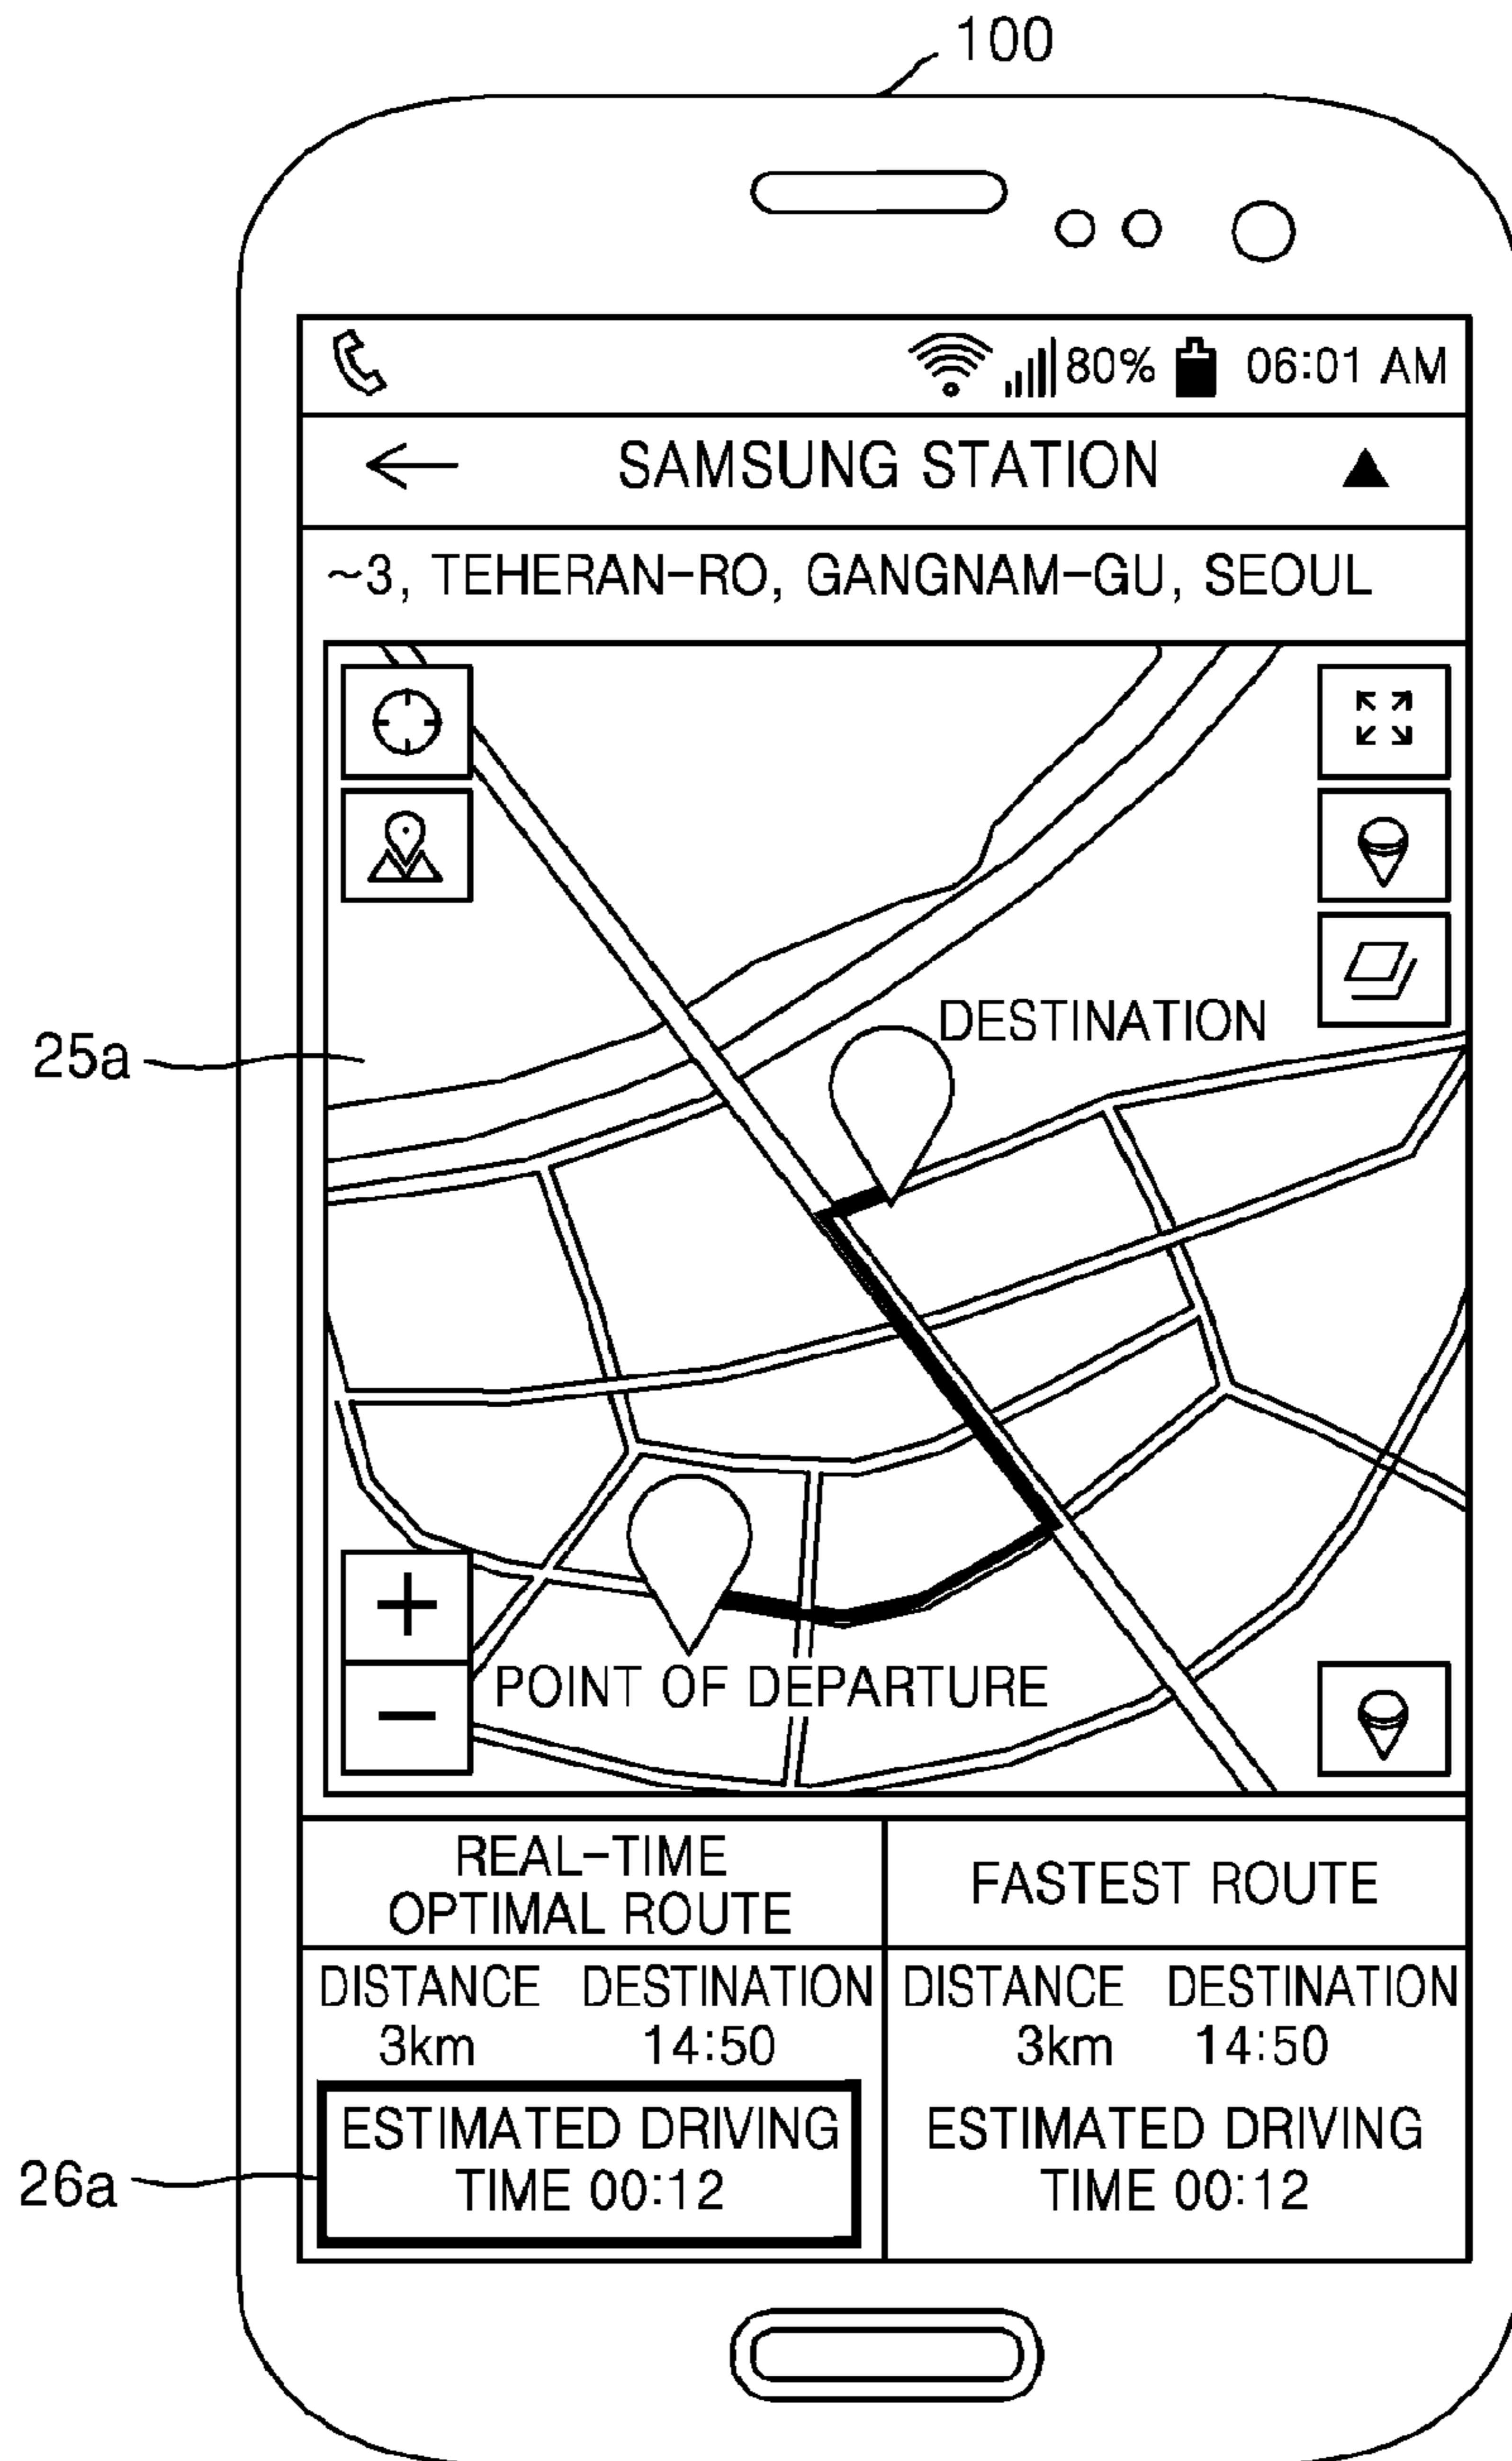 100
80% 06:01 AM
SAMSUNG STATION
~3, TEHERAN-RO, GANGNAM-GU, SEOUL
DESTINATION
25a
+
POINT OF DEPARTURE
−
REAL-TIME
OPTIMAL ROUTE
FASTEST ROUTE
DISTANCE DESTINATION
3km 14:50
ESTIMATED DRIVING
TIME 00:12
DISTANCE DESTINATION
3km 14:50
ESTIMATED DRIVING
TIME 00:12
26a